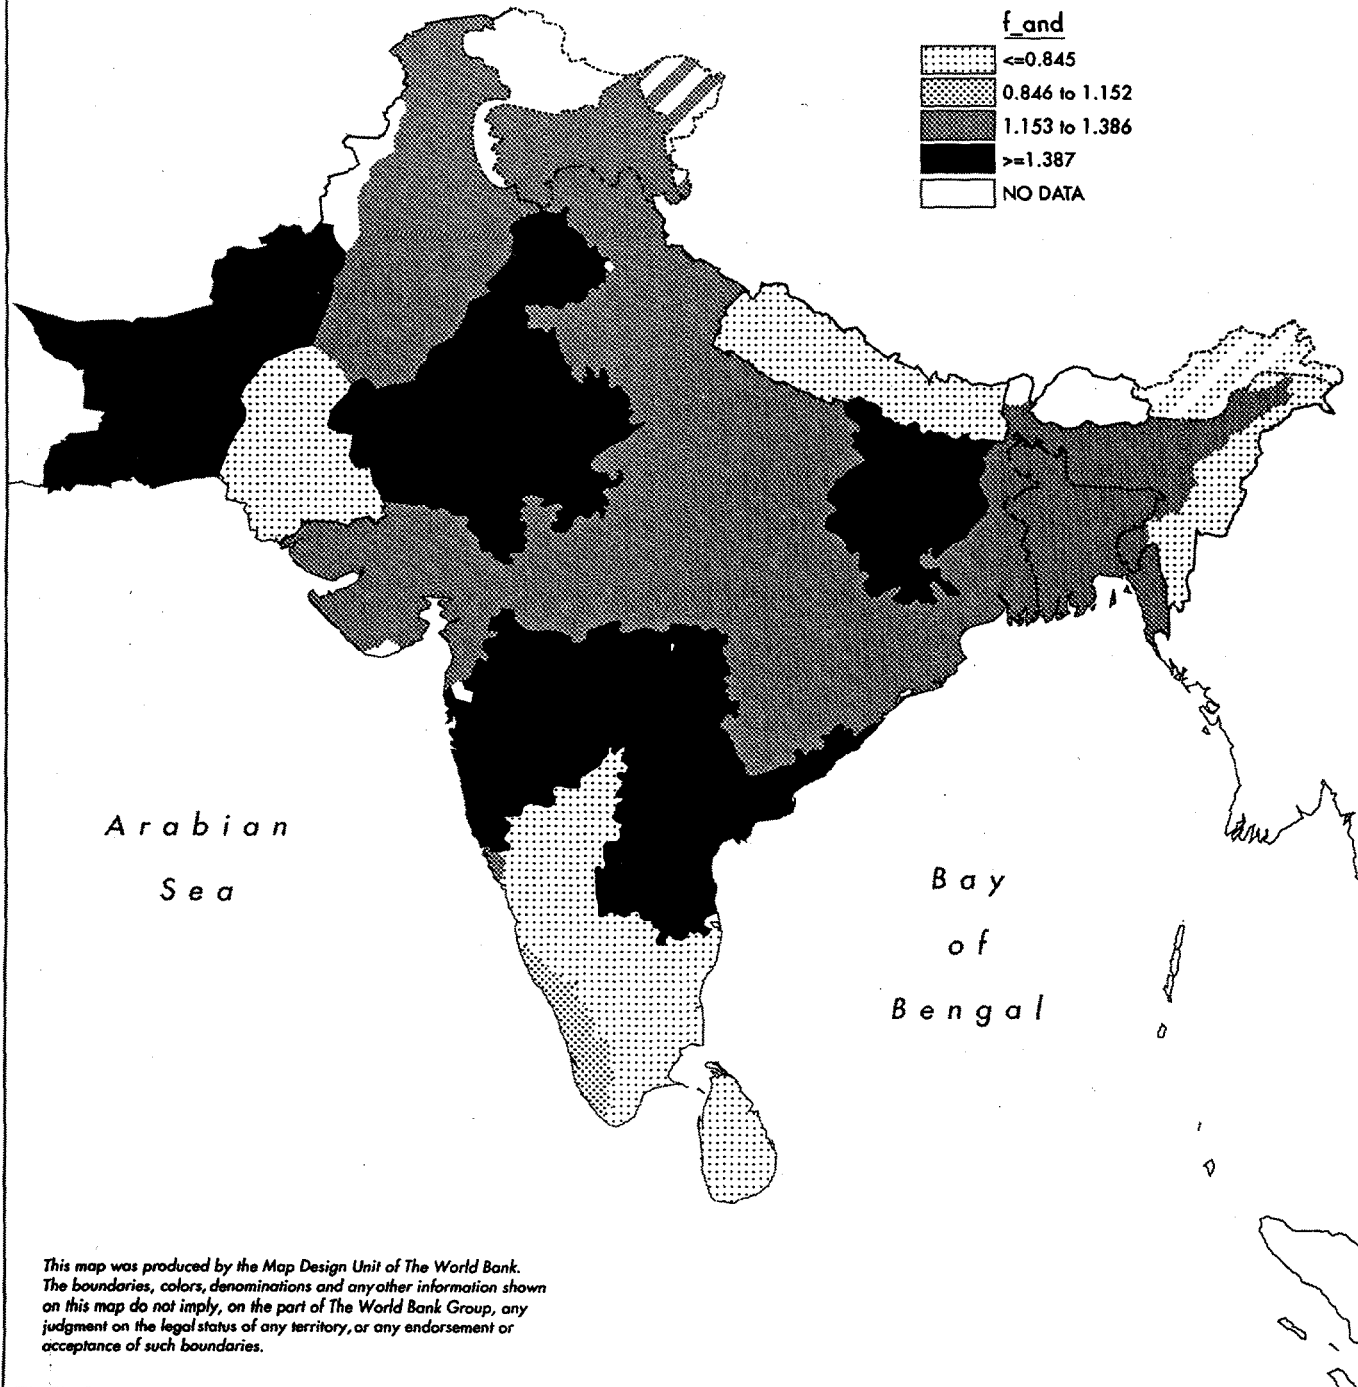 f_and
<=0.845
0.846 to 1.152
1.153 to 1.386
>=1.387
NO DATA
Arabian
Sea
Bay
of
Bengal
This map was produced by the Map Design Unit of The World Bank.
The boundaries, colors, denominations and any other information shown
on this map do not imply, on the part of The World Bank Group, any
judgment on the legal status of any territory, or any endorsement or
acceptance of such boundaries.